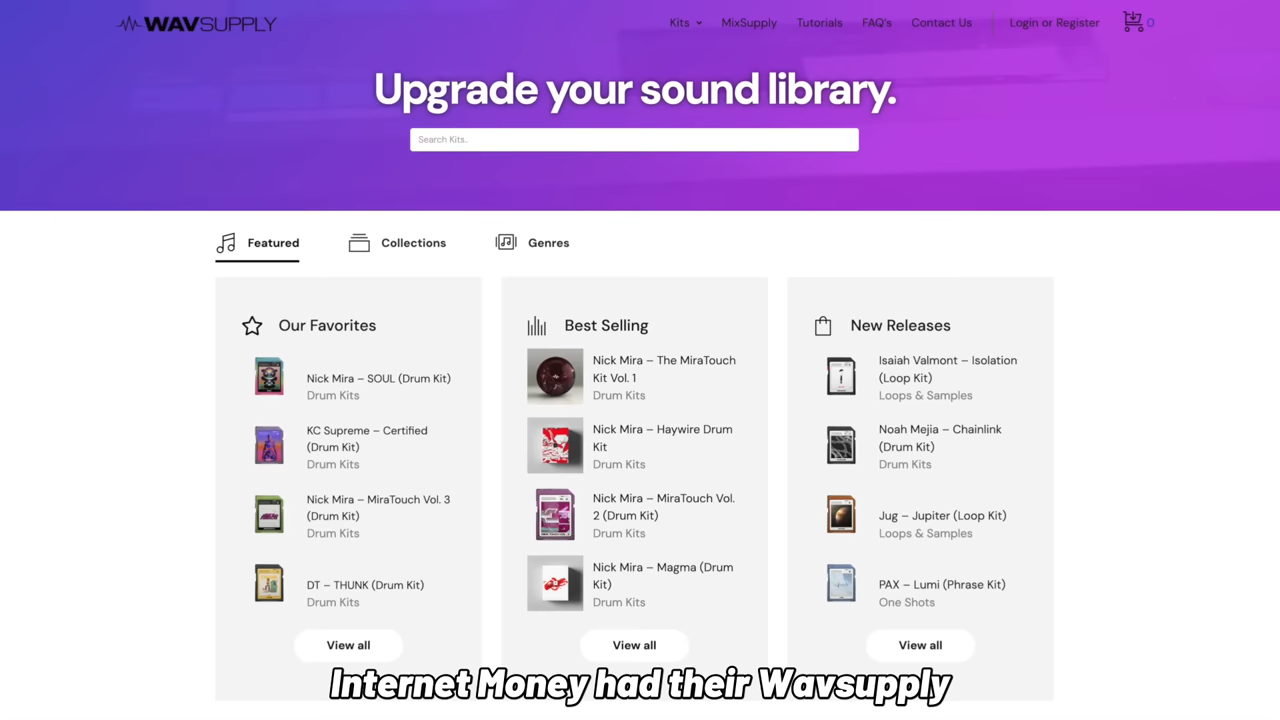 WAVSUPPLY
Kits
MixSupply
Tutorials
FAQ's
Contact Us
Login or Register
0
Upgrade your sound library.
Search Kits..
Featured
Collections
Genres
Our Favorites
Nick Mira – SOUL (Drum Kit)
Drum Kits
KC Supreme – Certified
(Drum Kit)
Drum Kits
Nick Mira – MiraTouch Vol. 3
(Drum Kit)
Drum Kits
DT – THUNK (Drum Kit)
Drum Kits
View all
Best Selling
Nick Mira – The MiraTouch
Kit Vol. 1
Drum Kits
Nick Mira – Haywire Drum
Kit
Drum Kits
Nick Mira – MiraTouch Vol.
2 (Drum Kit)
Drum Kits
Nick Mira – Magma (Drum
Kit)
Drum Kits
View all
New Releases
Isaiah Valmont – Isolation
(Loop Kit)
Loops & Samples
Noah Mejia – Chainlink
(Drum Kit)
Drum Kits
Jug – Jupiter (Loop Kit)
Loops & Samples
PAX – Lumi (Phrase Kit)
One Shots
View all
Internet Money had their Wavsupply